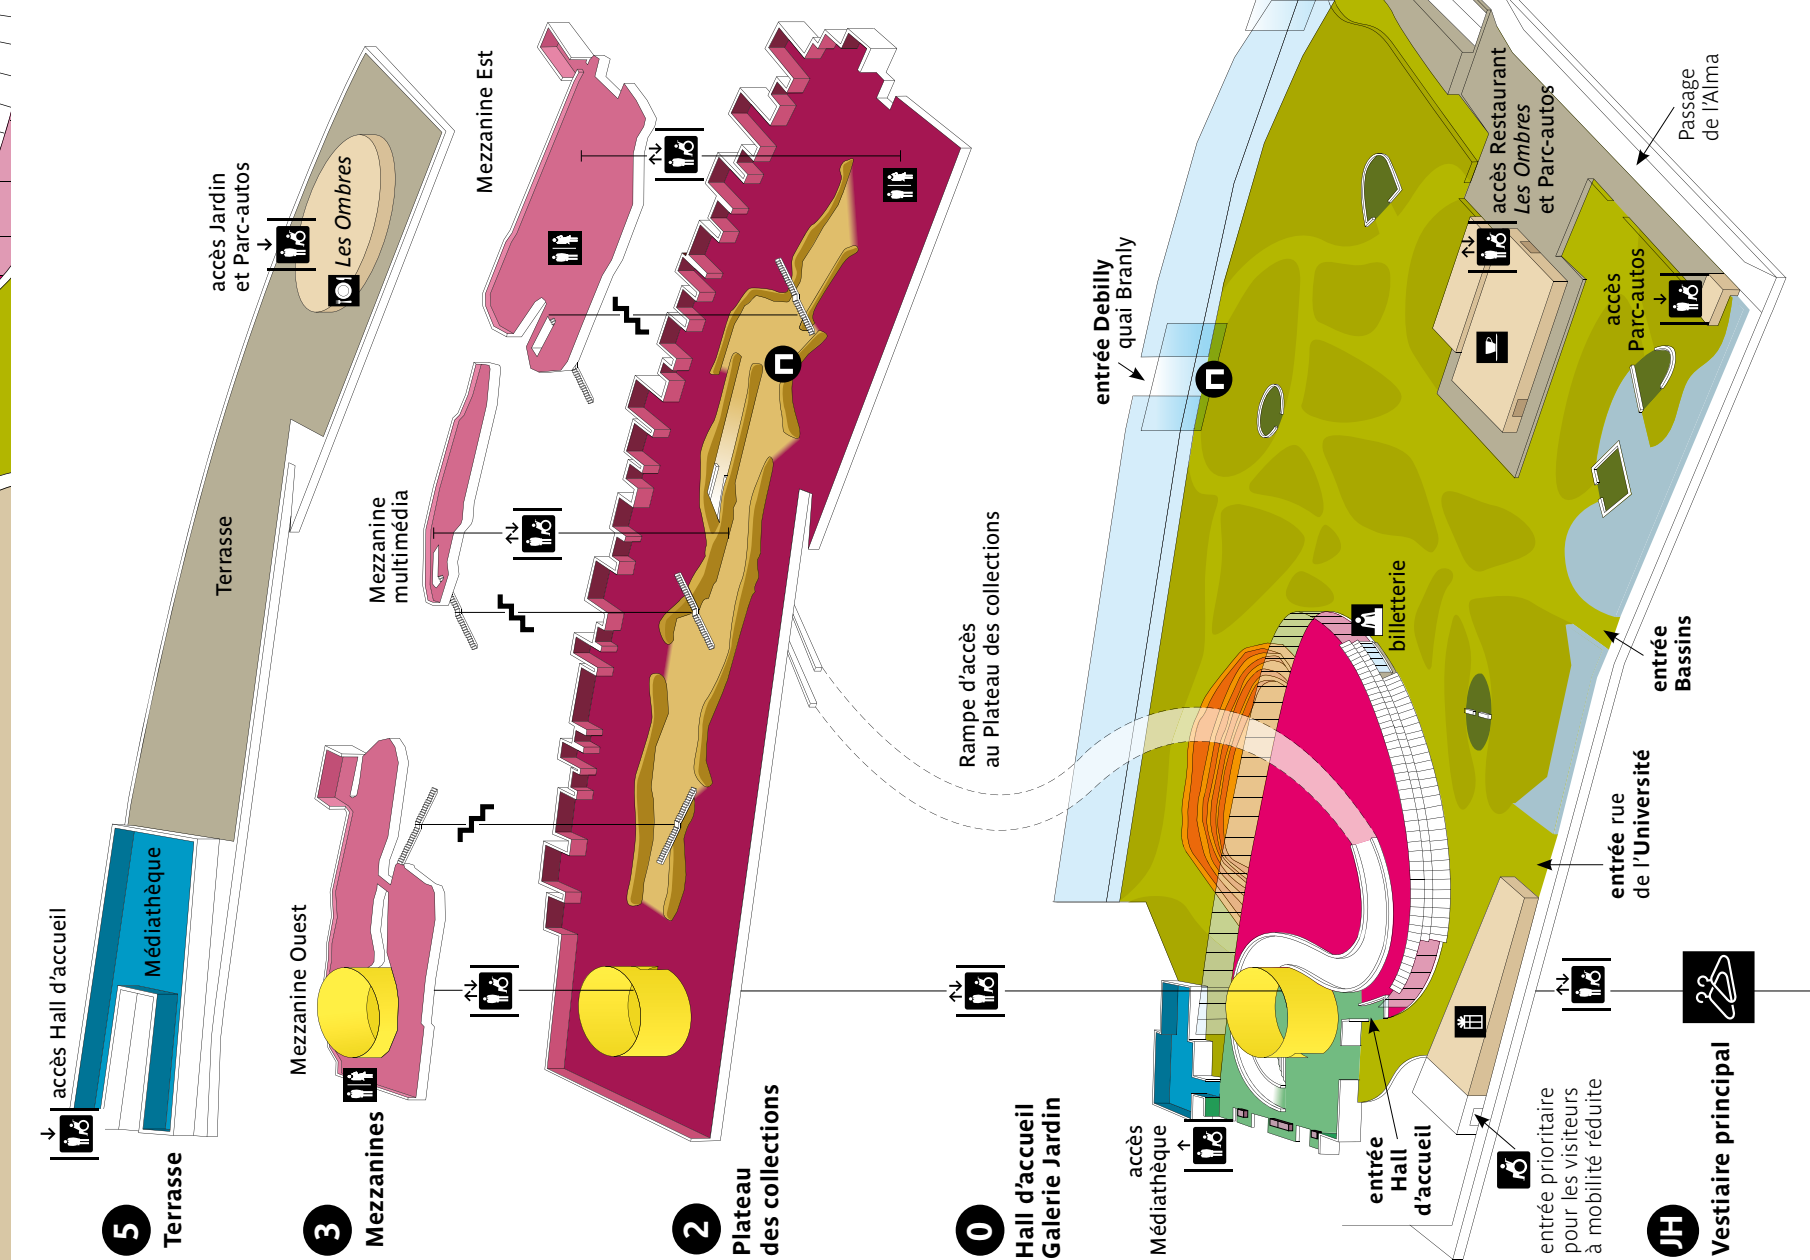 5
Terrasse
accès Hall d'accueil
Médiathèque
Terrasse
accès Jardin
et Parc-autos
Les Ombres
3
Mezzanines
Mezzanine Ouest
Mezzanine
multimédia
Mezzanine Est
2
Plateau
des collections
Rampe d'accès
au Plateau des collections
0
Hall d'accueil
Galerie Jardin
accès
Médiathèque
entrée
Hall
d'accueil
entrée Debilly
quai Branly
billetterie
accès Restaurant
Les Ombres
et Parc-autos
accès
Parc-autos
Passage
de l'Alma
entrée
Bassins
entrée rue
de l'Université
entrée prioritaire
pour les visiteurs
à mobilité réduite
JH
Vestiaire principal